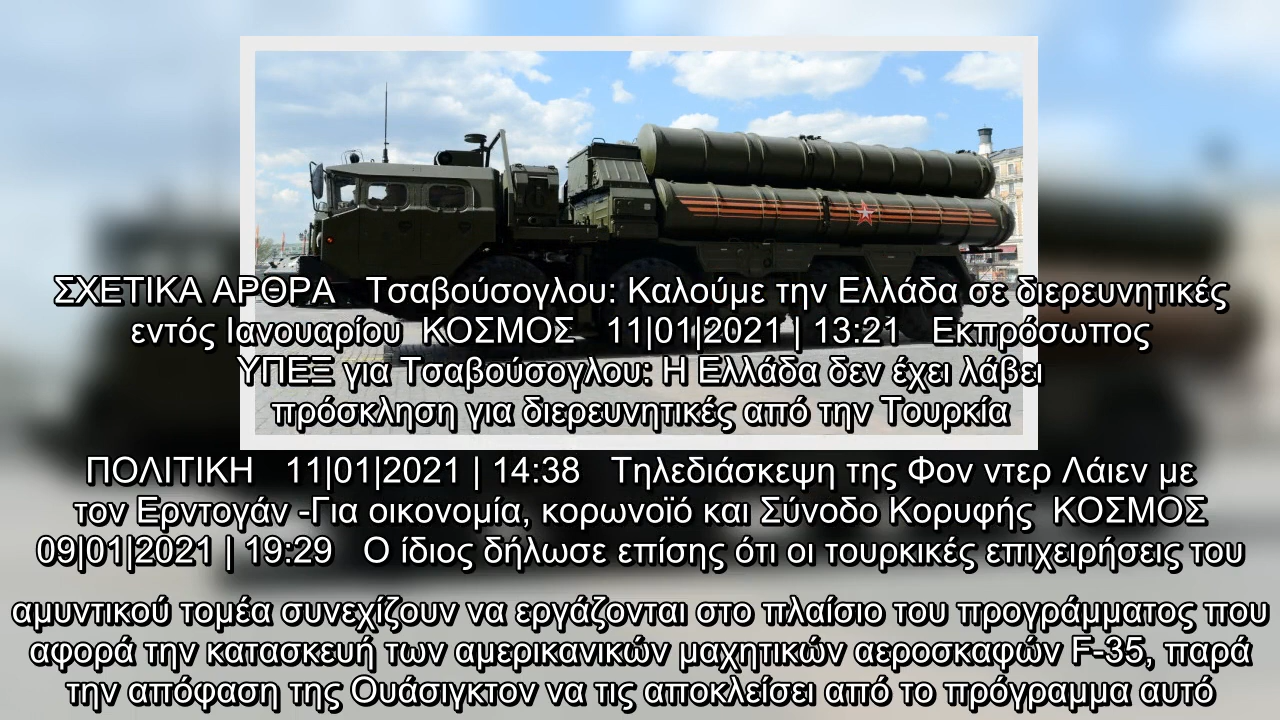 ΣΧΕΤΙΚΑ ΑΡΘΡΑ Τσαβούσογλου: Καλούμε την Ελλάδα σε διερευνητικές
εντός Ιανουαρίου ΚΟΣΜΟΣ 11|01|2021 | 13:21 Εκπρόσωπος
ΥΠΕΞ για Τσαβούσογλου: Η Ελλάδα δεν έχει λάβει
πρόσκληση για διερευνητικές από την Τουρκία
ΠΟΛΙΤΙΚΗ 11|01|2021 | 14:38 Τηλεδιάσκεψη της Φον ντερ Λάιεν με
τον Ερντογάν -Για οικονομία, κορωνοϊό και Σύνοδο Κορυφής ΚΟΣΜΟΣ
09|01|2021 | 19:29 Ο ίδιος δήλωσε επίσης ότι οι τουρκικές επιχειρήσεις του
αμυντικού τομέα συνεχίζουν να εργάζονται στο πλαίσιο του προγράμματος που
αφορά την κατασκευή των αμερικανικών μαχητικών αεροσκαφών F-35, παρά
την απόφαση της Ουάσιγκτον να τις αποκλείσει από το πρόγραμμα αυτό